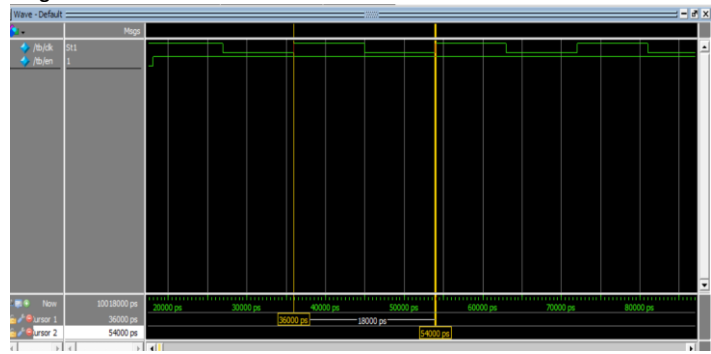 Wave - Default
Msgs
/tb/clk St1
/tb/en 1
Now 10018000 ps
ursor 1 36000 ps
ursor 2 54000 ps
20000 ps 30000 ps 40000 ps 50000 ps 60000 ps 70000 ps 80000 ps
36000 ps 18000 ps
54000 ps